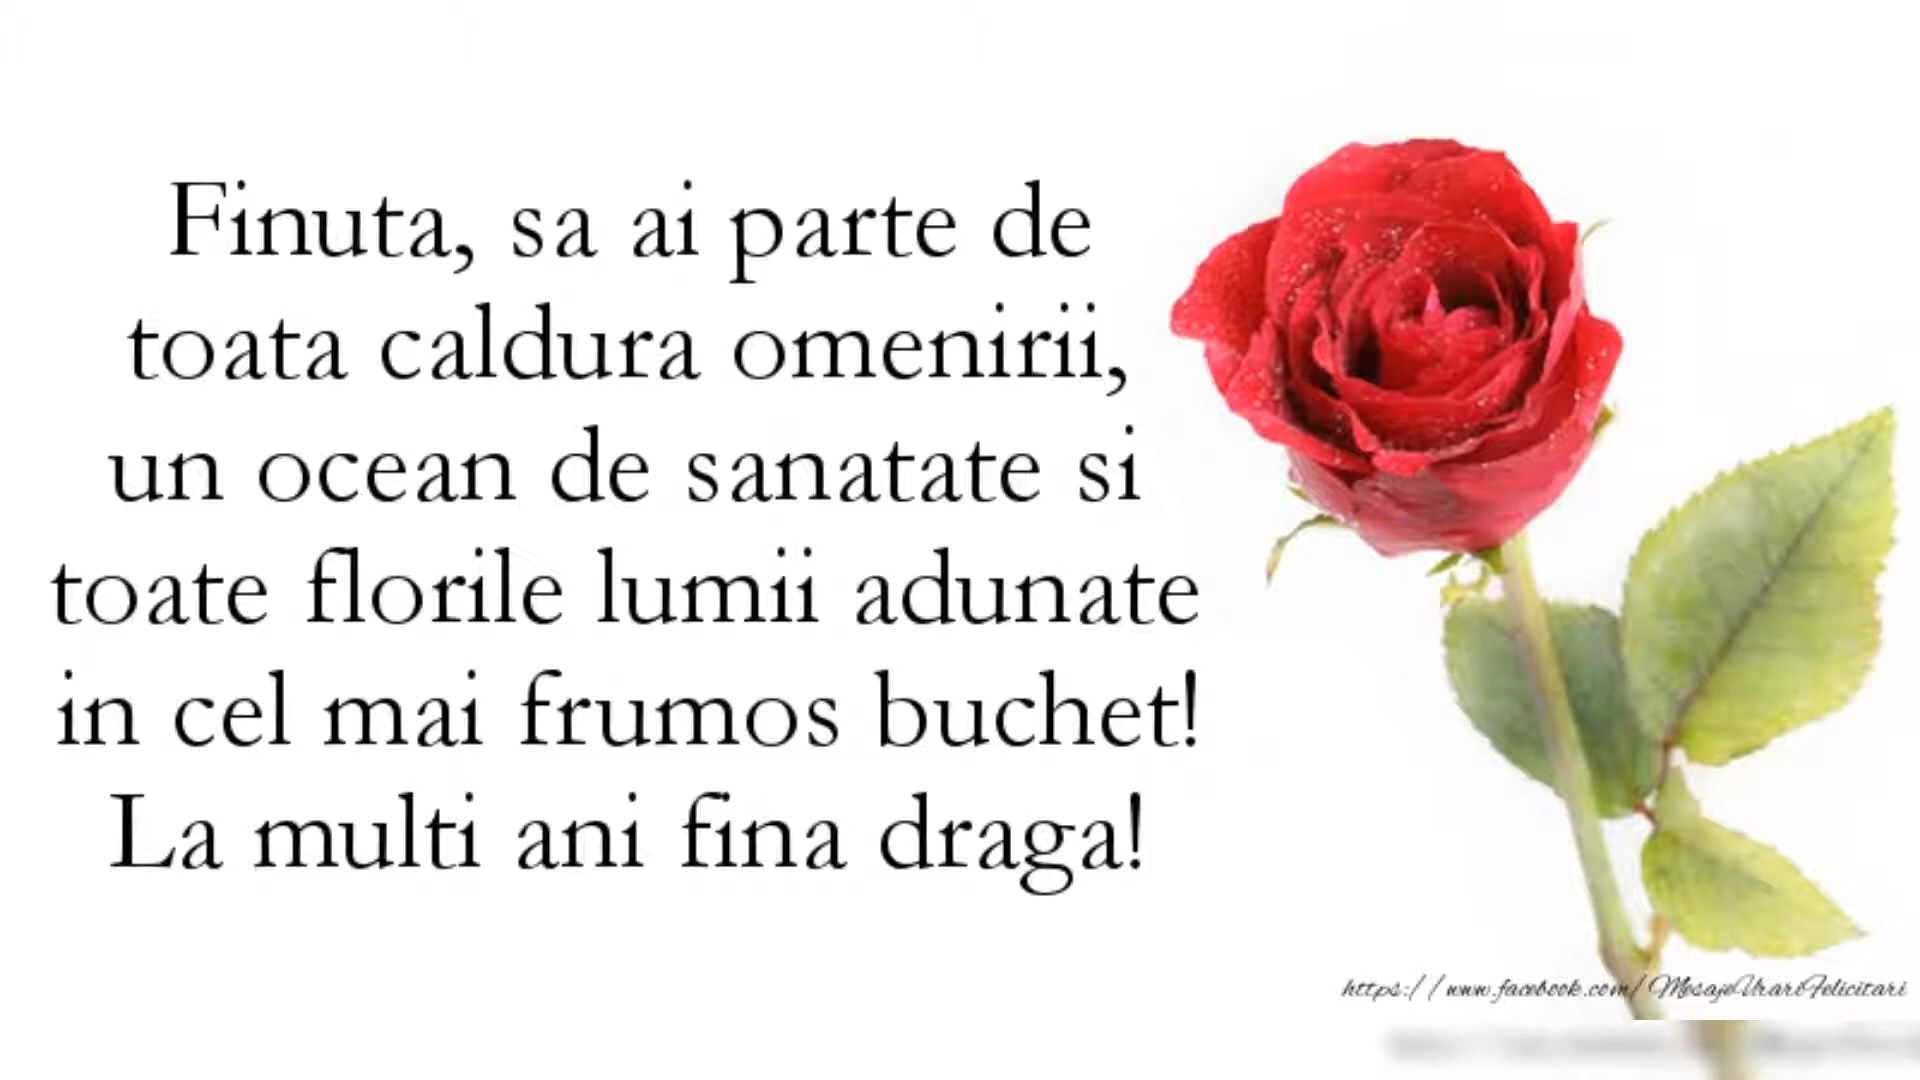 Finuta, sa ai parte de
toata caldura omenirii,
un ocean de sanatate si
toate florile lumii adunate
in cel mai frumos buchet!
La multi ani fina draga!
https://www.facebook.com/MesajeUrariFelicitari